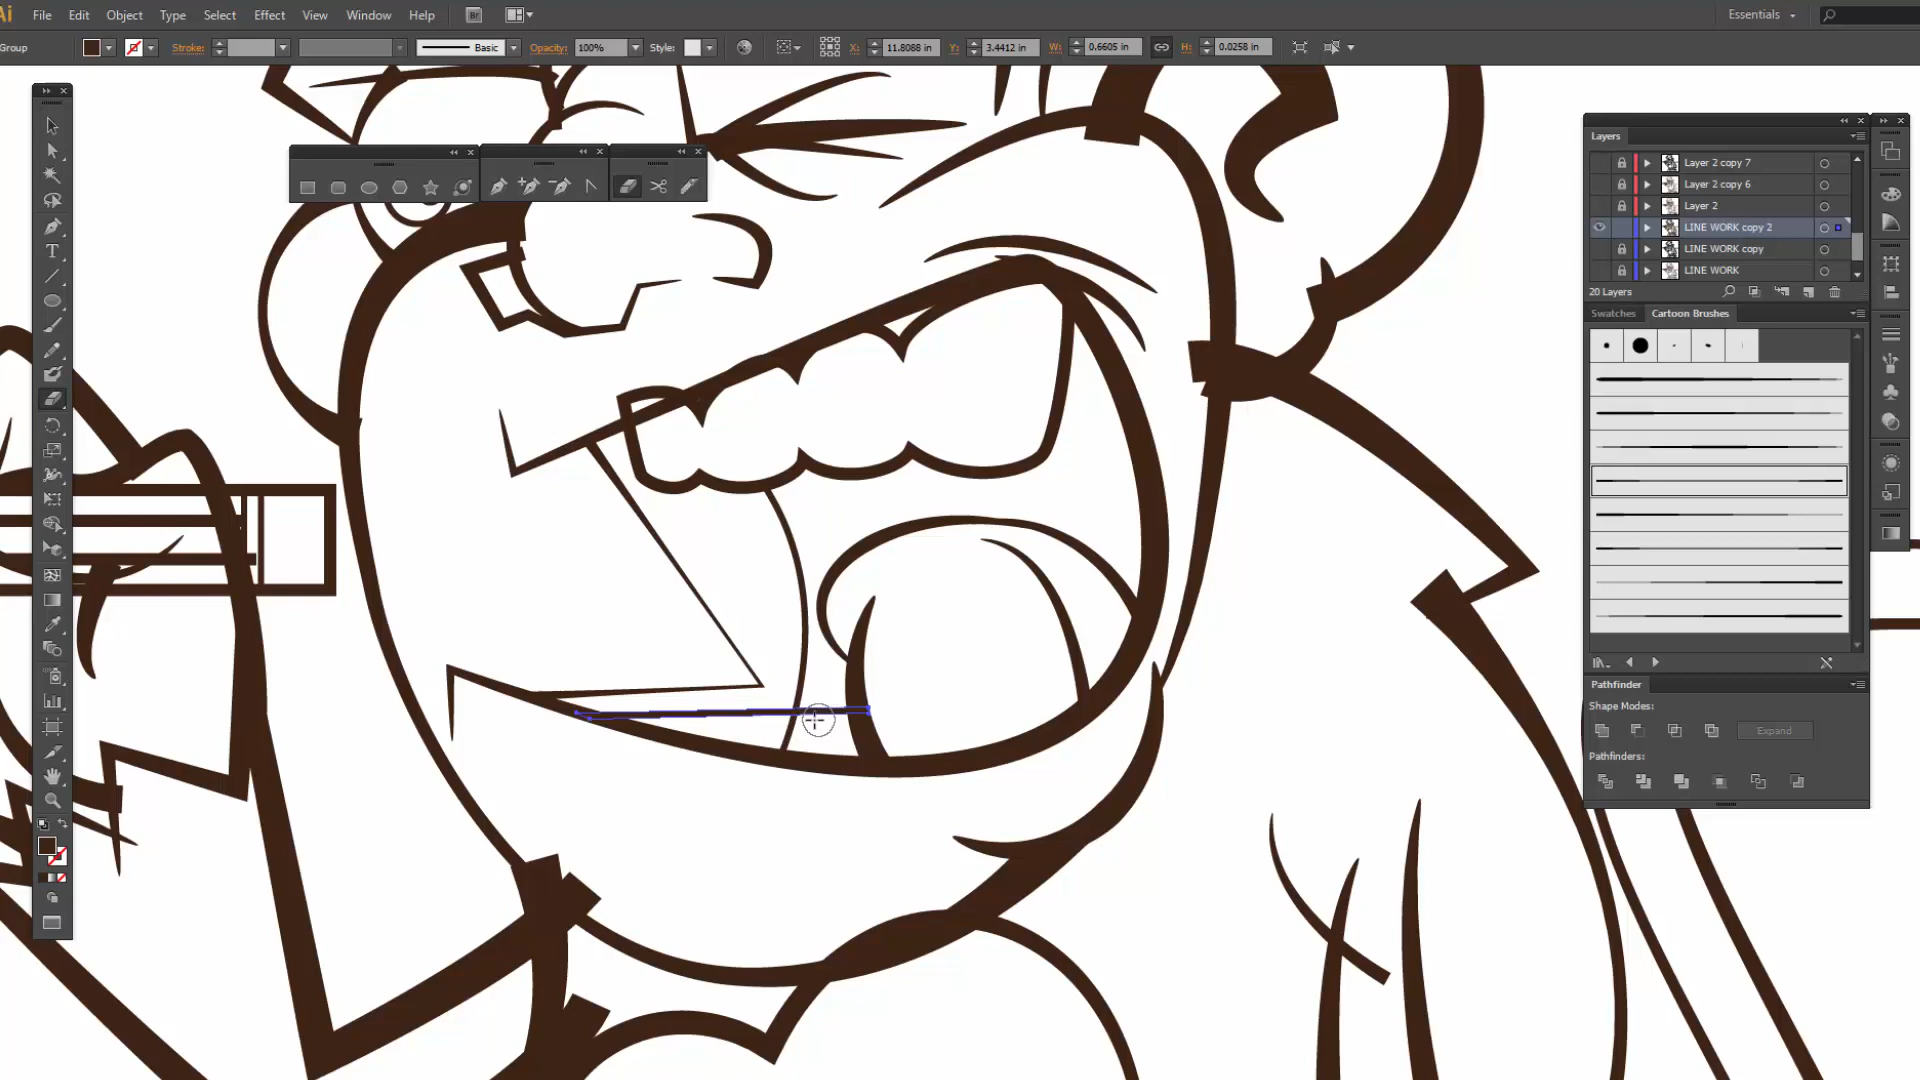 Ai File Edit Object Type Select Effect View Window Help Br Essentials
Group Stroke: Basic Opacity: 100% Style: X: 11.8088 in Y: 3.4412 in W: 0.6605 in H: 0.0258 in
Layers
Layer 2 copy 7
Layer 2 copy 6
Layer 2
LINE WORK copy 2
LINE WORK copy
LINE WORK
20 Layers
Swatches Cartoon Brushes
Pathfinder
Shape Modes:
Expand
Pathfinders: